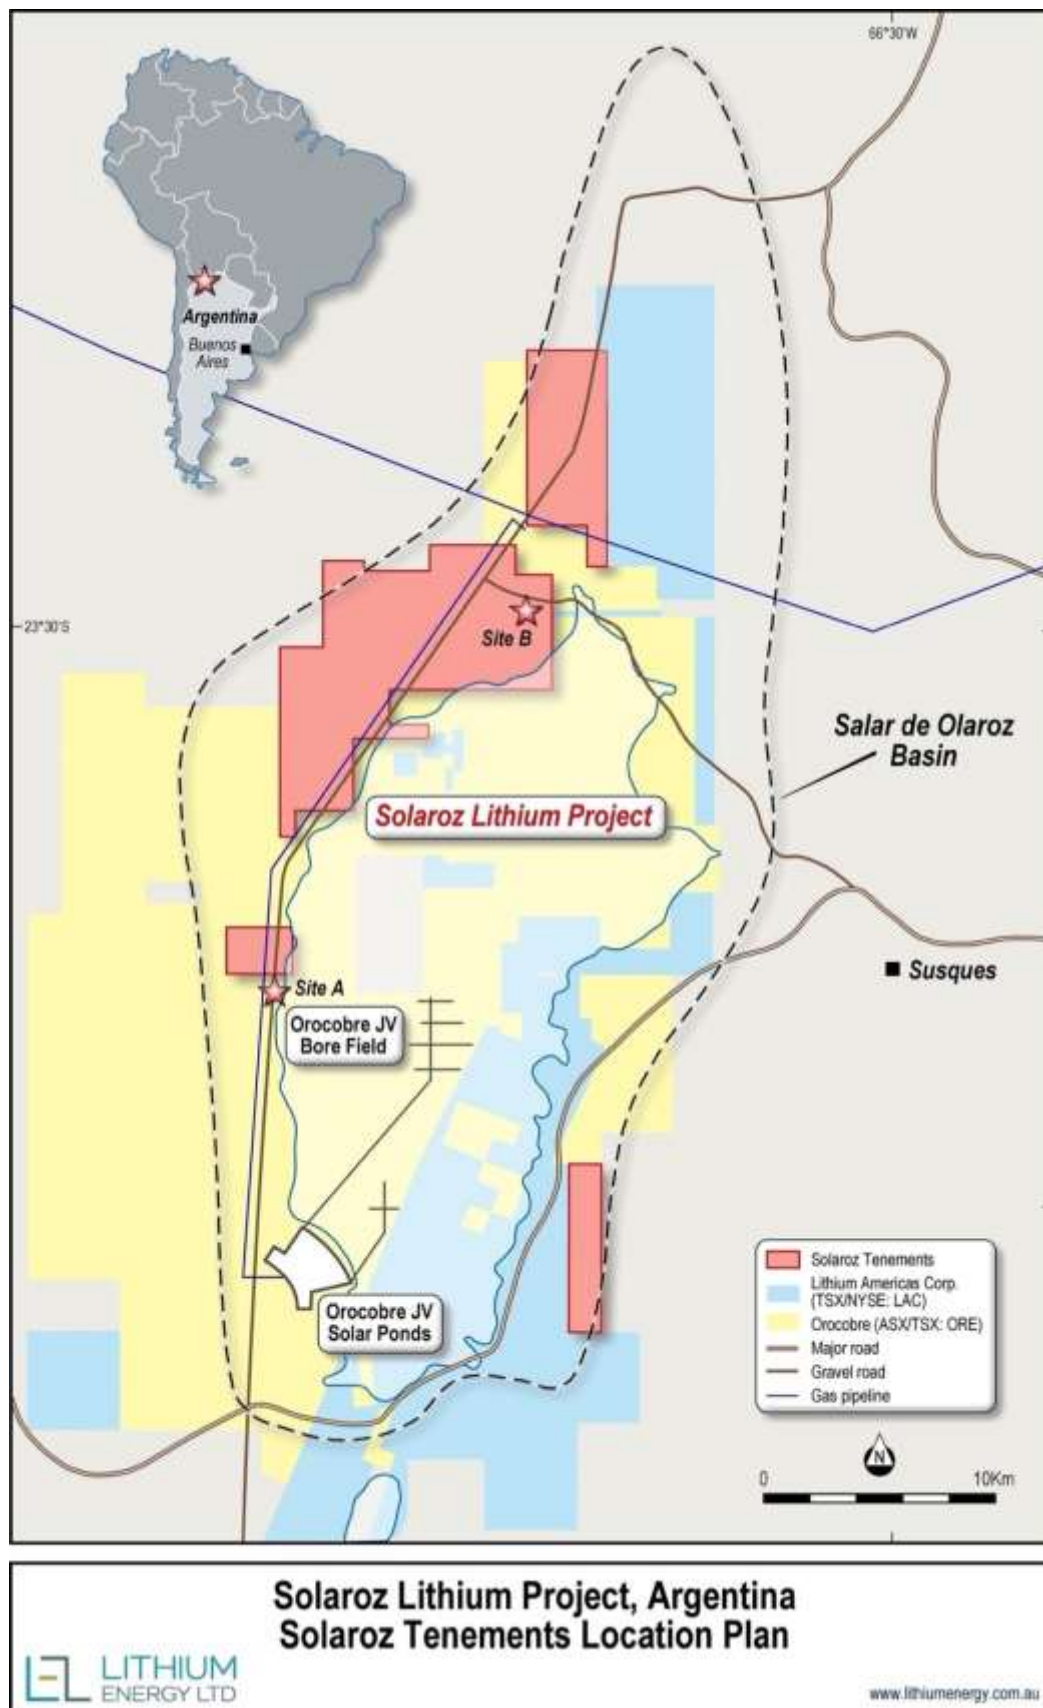 66°30'W
Argentina
Buenos
Aires
23°30'S
Site B
Salar de Olaroz
Basin
Solaroz Lithium Project
Susques
Site A
Orocobre JV
Bore Field
Orocobre JV
Solar Ponds
Solaroz Tenements
Lithium Americas Corp.
(TSX/NYSE: LAC)
Orocobre (ASX/TSX: ORE)
Major road
Gravel road
Gas pipeline
N
0 10Km
Solaroz Lithium Project, Argentina
Solaroz Tenements Location Plan
LEL LITHIUM
ENERGY LTD
www.lithiumenergy.com.au